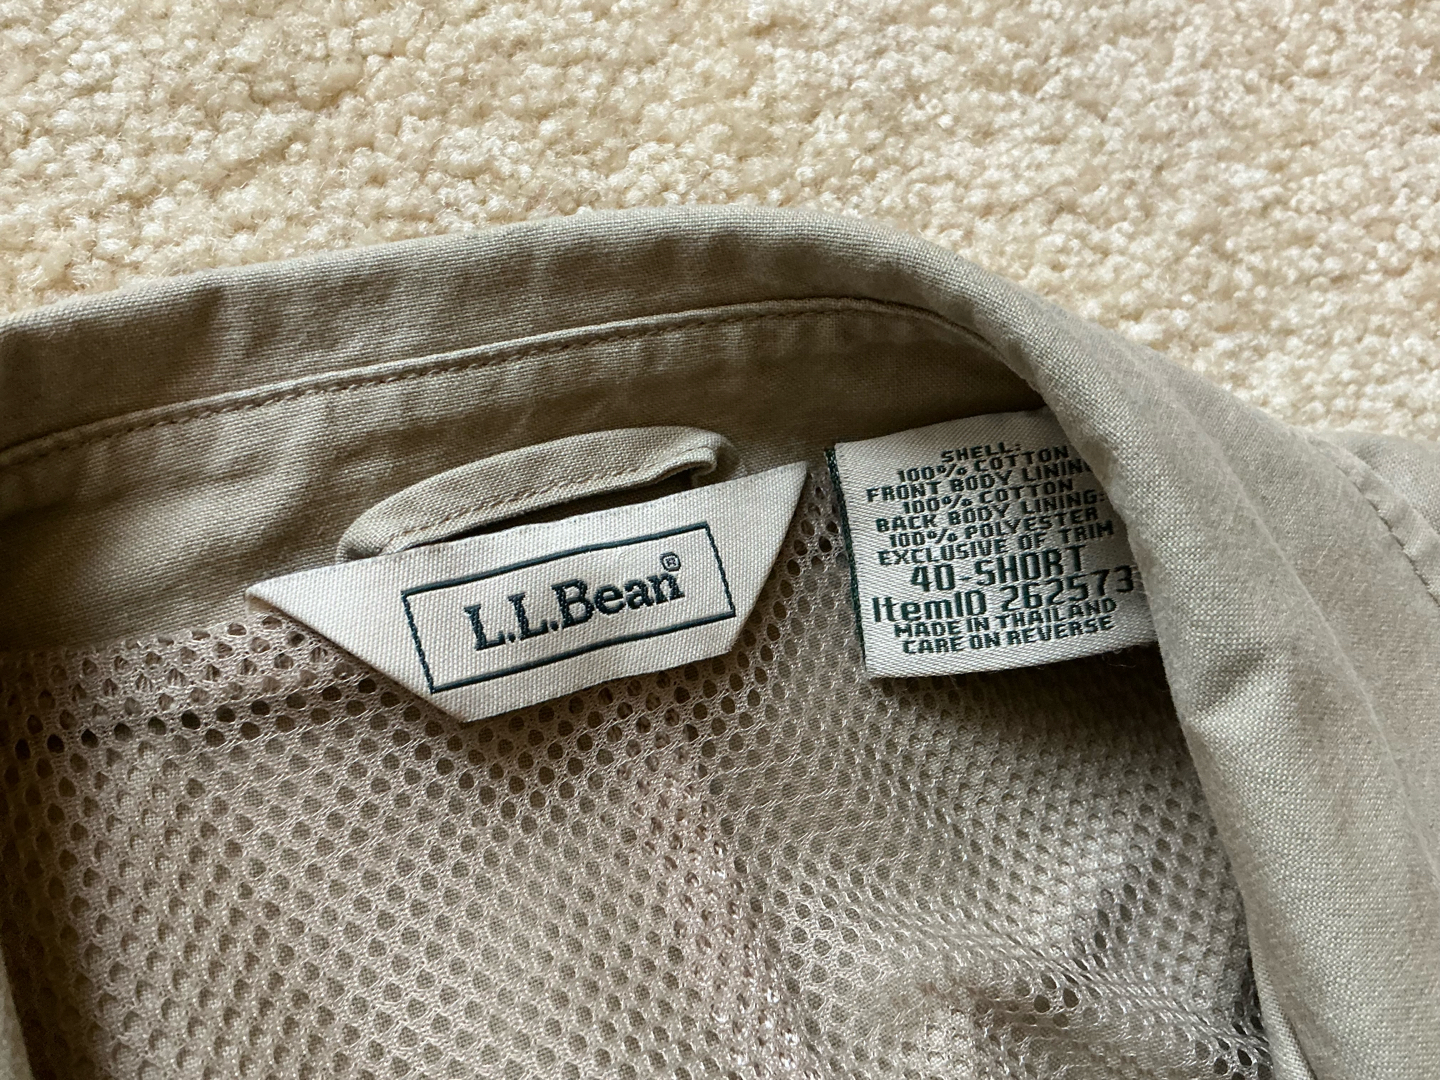 L.L.Bean®
SHELL:
100% COTTON
FRONT BODY LINING
100% COTTON
BACK BODY LINING:
100% POLYESTER
EXCLUSIVE OF TRIM
40-SHORT
ItemID 262573
MADE IN THAILAND
CARE ON REVERSE